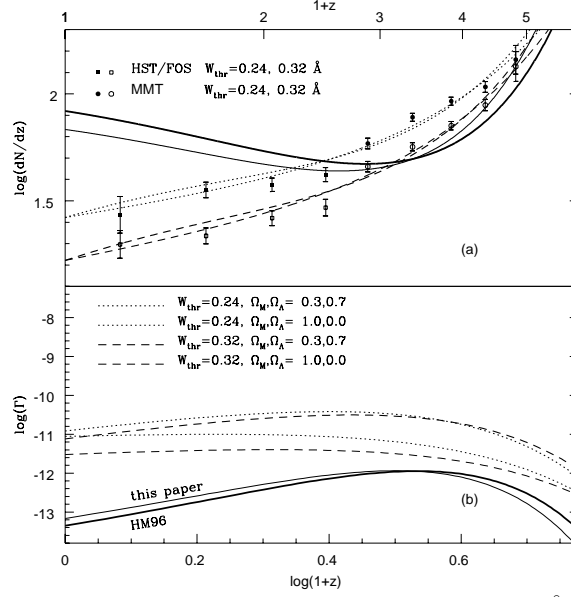 1+z
1 2 3 4 5
HST/FOS W_thr=0.24, 0.32 Å
MMT W_thr=0.24, 0.32 Å
2
1.5
log(dN/dz)
(a)
W_thr=0.24, Ω_M,Ω_Λ= 0.3,0.7
W_thr=0.24, Ω_M,Ω_Λ= 1.0,0.0
W_thr=0.32, Ω_M,Ω_Λ= 0.3,0.7
W_thr=0.32, Ω_M,Ω_Λ= 1.0,0.0
-8
-9
-10
-11
-12
-13
log(Γ)
this paper
HM96
(b)
0 0.2 0.4 0.6
log(1+z)